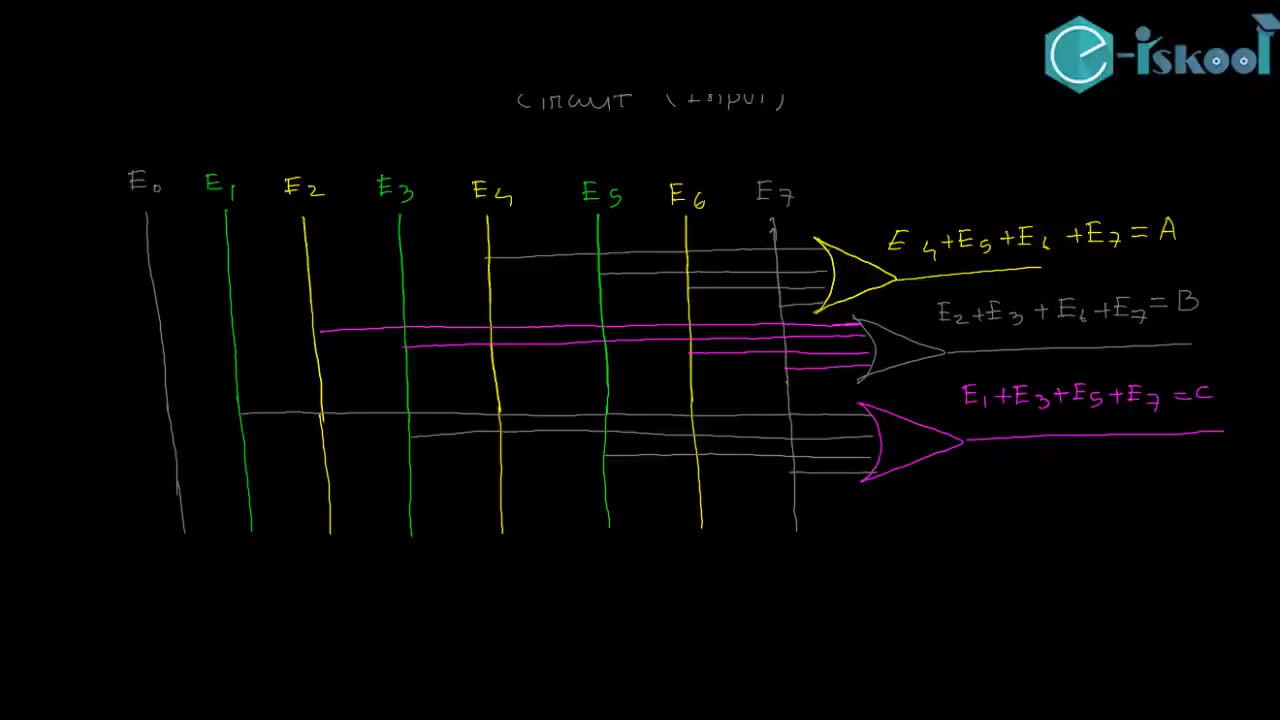 e-iskool
circuit (Input)
E₀ E₁ E₂ E₃ E₄ E₅ E₆ E₇
E₄+E₅+E₆+E₇=A
E₂+E₃+E₆+E₇=B
E₁+E₃+E₅+E₇=C